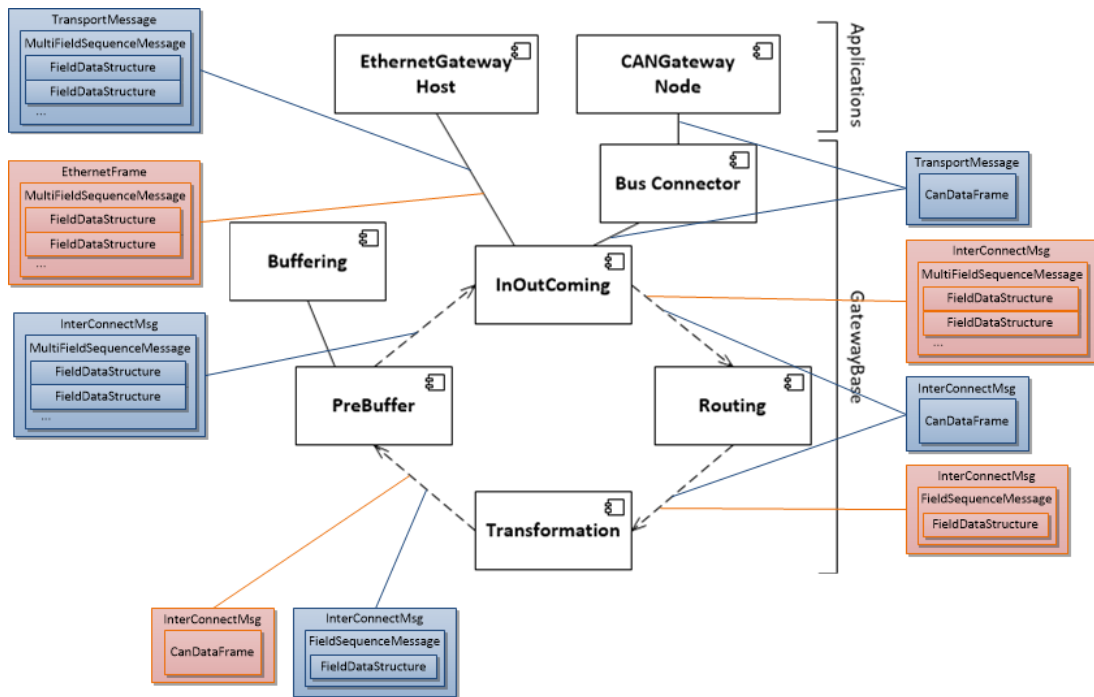 TransportMessage
MultiFieldSequenceMessage
FieldDataStructure
FieldDataStructure
...
EthernetGateway
Host
CANGateway
Node
Applications
EthernetFrame
MultiFieldSequenceMessage
FieldDataStructure
FieldDataStructure
...
Bus Connector
TransportMessage
CanDataFrame
Buffering
InOutComing
InterConnectMsg
MultiFieldSequenceMessage
FieldDataStructure
FieldDataStructure
...
GatewayBase
InterConnectMsg
MultiFieldSequenceMessage
FieldDataStructure
FieldDataStructure
...
PreBuffer
Routing
InterConnectMsg
CanDataFrame
InterConnectMsg
FieldSequenceMessage
FieldDataStructure
Transformation
InterConnectMsg
CanDataFrame
InterConnectMsg
FieldSequenceMessage
FieldDataStructure